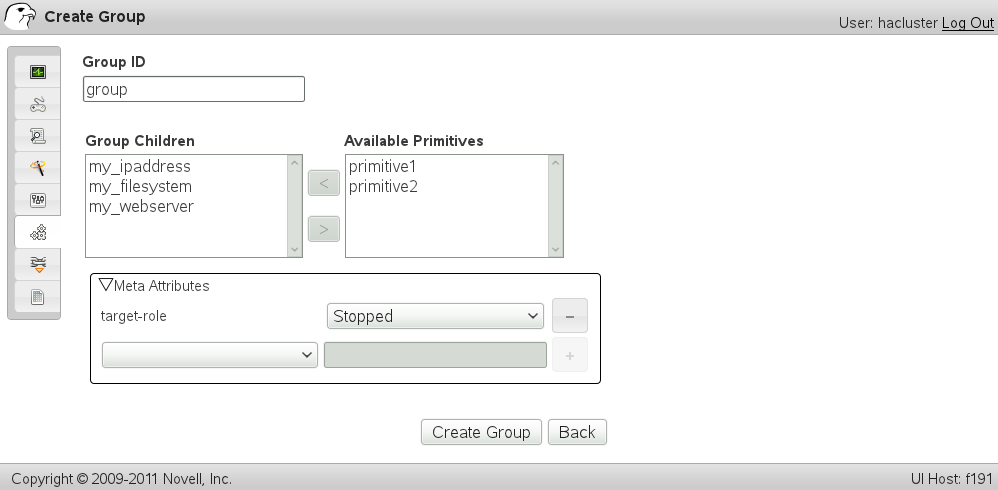 Create Group
User: hacluster Log Out
Group ID
group
Group Children
Available Primitives
my_ipaddress
my_filesystem
my_webserver
<
>
primitive1
primitive2
Meta Attributes
target-role
Stopped
-
+
Create Group
Back
Copyright © 2009-2011 Novell, Inc.
UI Host: f191